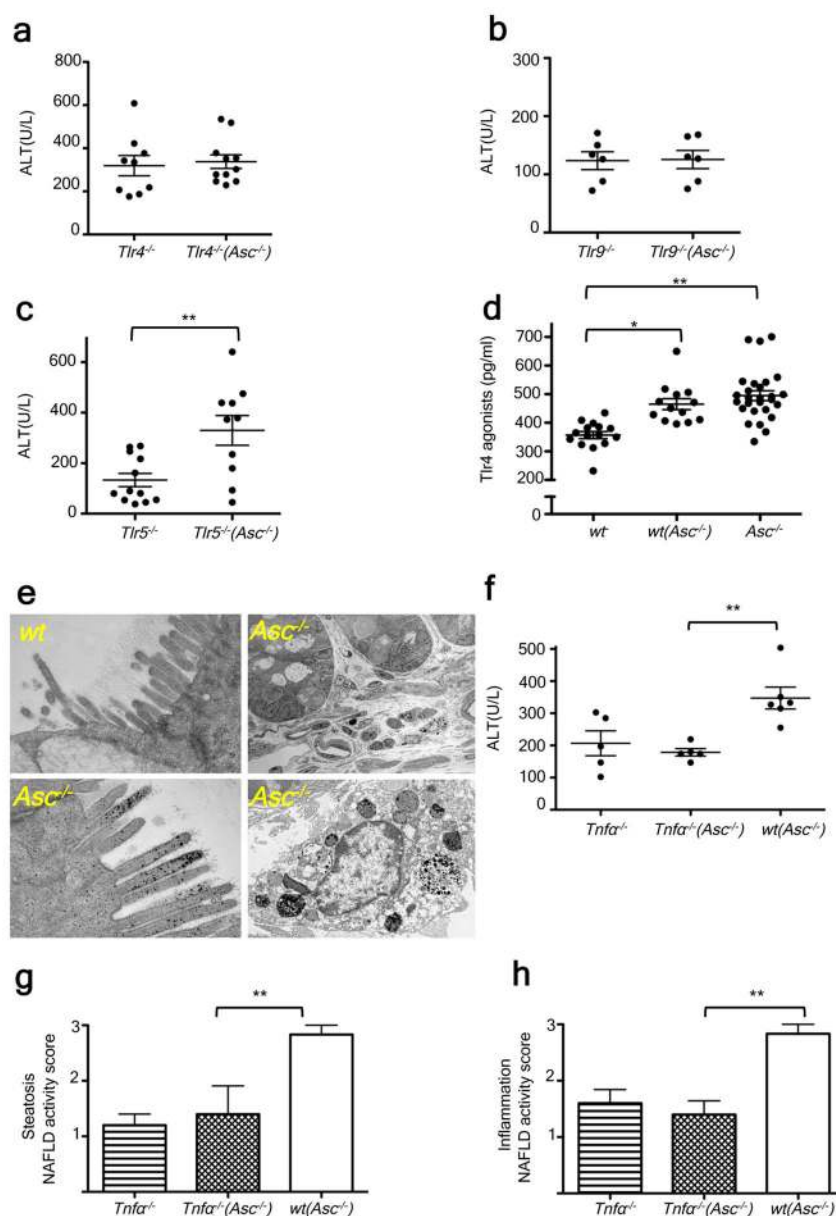 a
ALT(U/L)
800
600
400
200
0
Tlr4-/-
Tlr4-/-(Asc-/-)
b
ALT(U/L)
300
200
100
0
Tlr9-/-
Tlr9-/-(Asc-/-)
c
ALT(U/L)
600
400
200
0
**
Tlr5-/-
Tlr5-/-(Asc-/-)
d
Tlr4 agonists (pg/ml)
700
600
500
400
300
200
0
**
*
wt
wt(Asc-/-)
Asc-/-
e
wt
Asc-/-
Asc-/-
Asc-/-
f
ALT(U/L)
500
400
300
200
100
0
**
Tnfα-/-
Tnfα-/-(Asc-/-)
wt(Asc-/-)
g
Steatosis
NAFLD activity score
3
2
1
**
Tnfα-/-
Tnfα-/-(Asc-/-)
wt(Asc-/-)
h
Inflammation
NAFLD activity score
3
2
1
**
Tnfα-/-
Tnfα-/-(Asc-/-)
wt(Asc-/-)